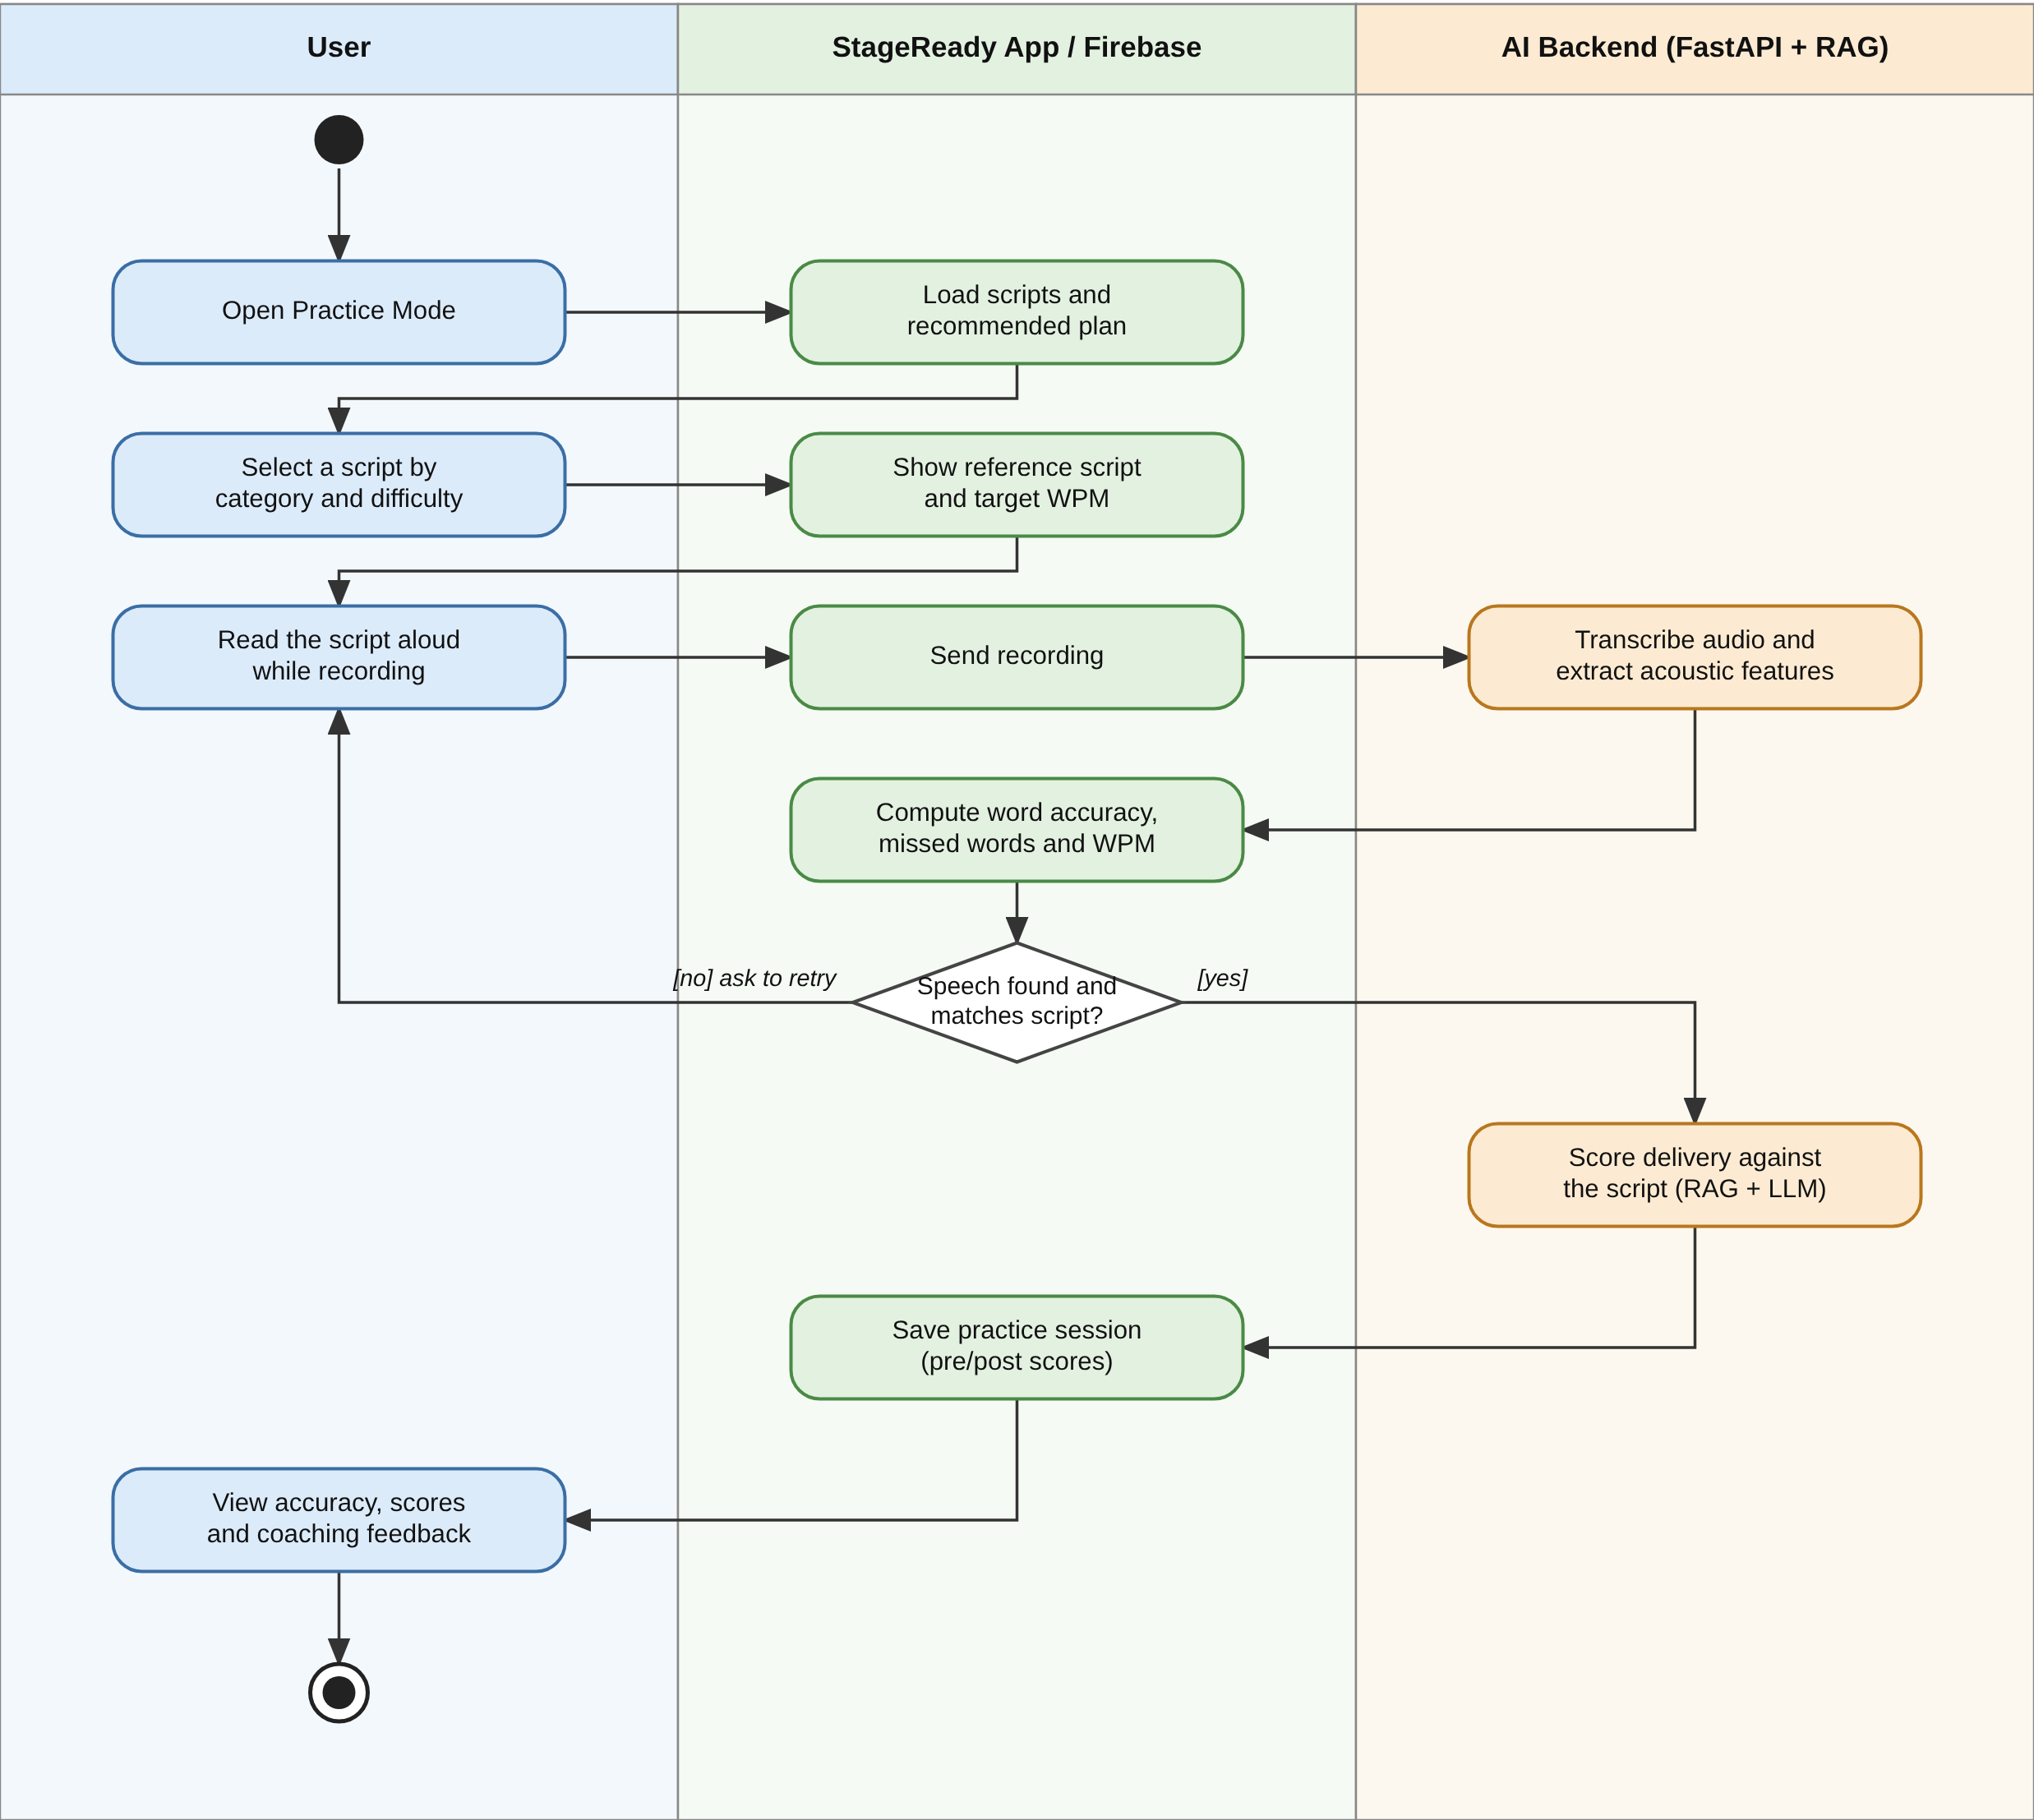 User
StageReady App / Firebase
AI Backend (FastAPI + RAG)
Open Practice Mode
Load scripts and
recommended plan
Select a script by
category and difficulty
Show reference script
and target WPM
Read the script aloud
while recording
Send recording
Transcribe audio and
extract acoustic features
Compute word accuracy,
missed words and WPM
[no] ask to retry
Speech found and
matches script?
[yes]
Score delivery against
the script (RAG + LLM)
Save practice session
(pre/post scores)
View accuracy, scores
and coaching feedback